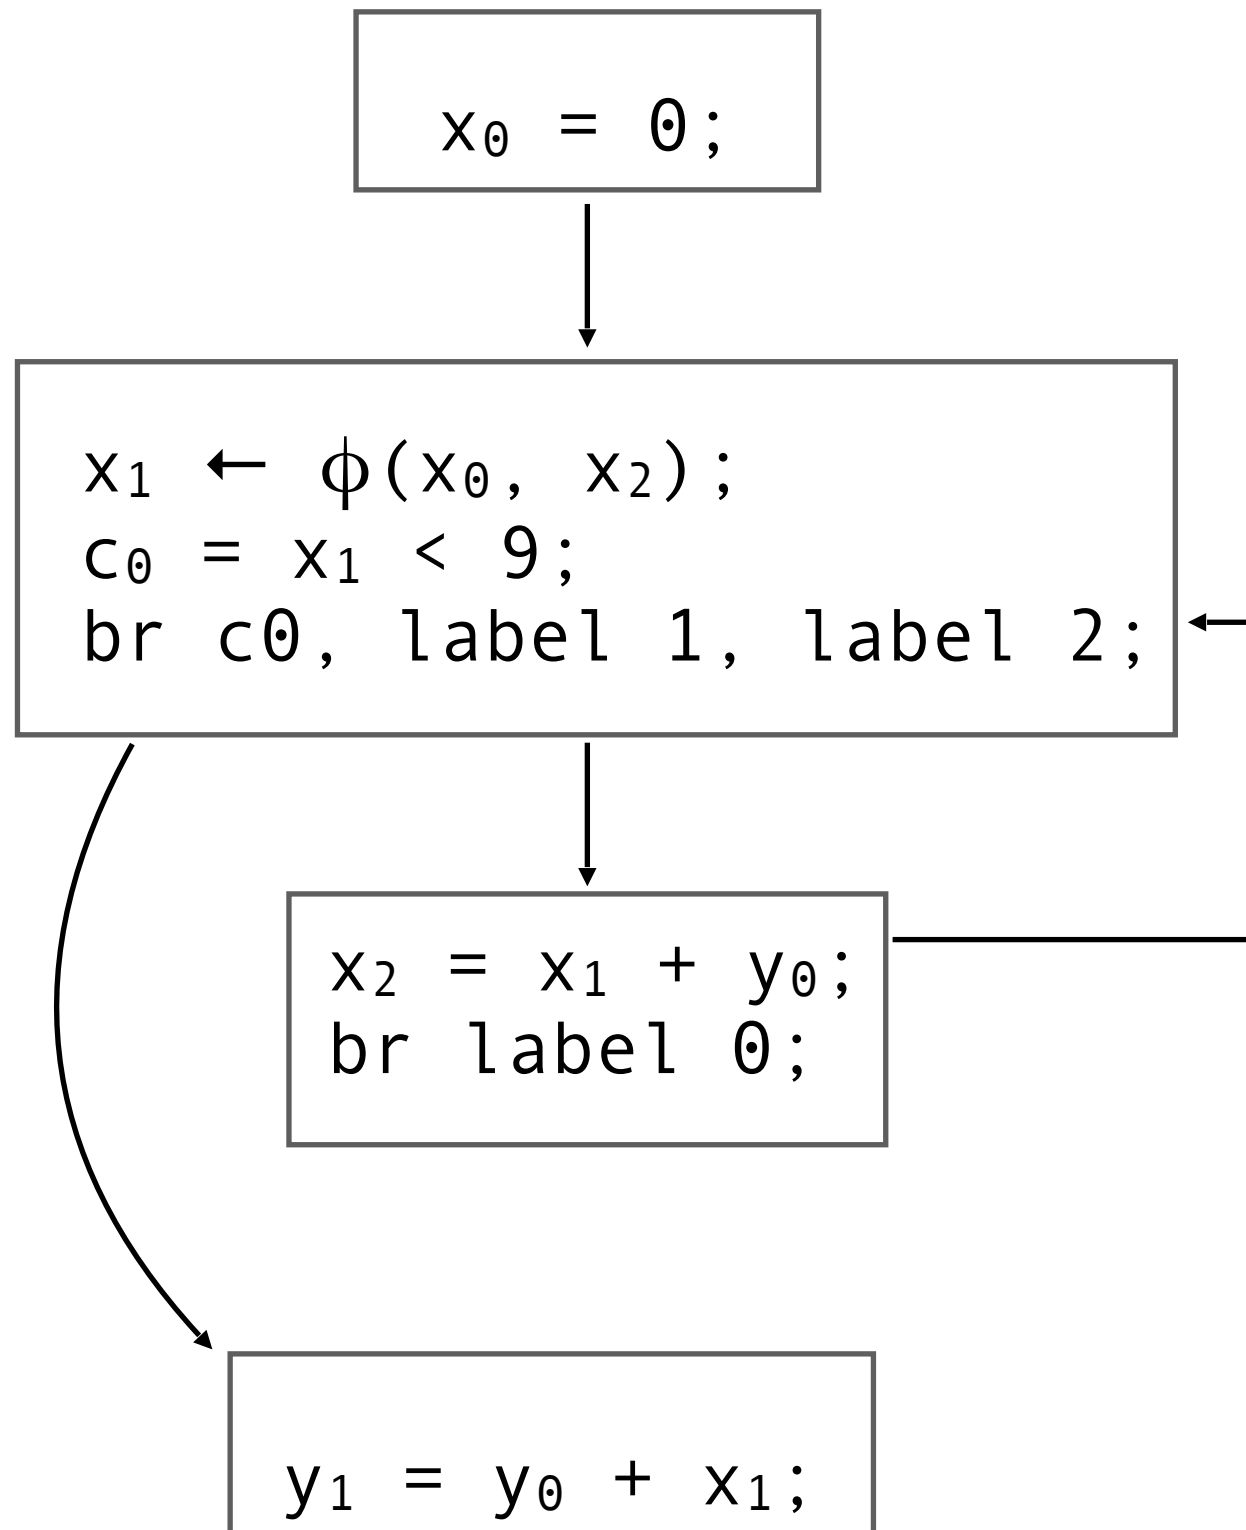 x₀ = 0;
x₁ ← ϕ(x₀, x₂);
c₀ = x₁ < 9;
br c0, label 1, label 2;
x₂ = x₁ + y₀;
br label 0;
y₁ = y₀ + x₁;